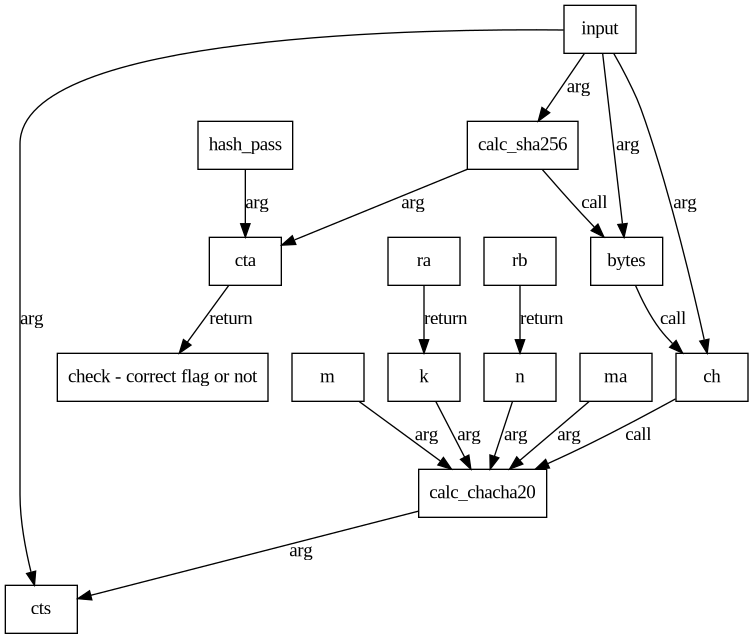 input
arg
hash_pass
calc_sha256
arg
arg
arg
call
arg
cta
ra
rb
bytes
arg
return
return
return
call
check - correct flag or not
m
k
n
ma
ch
arg
arg
arg
arg
call
calc_chacha20
arg
cts